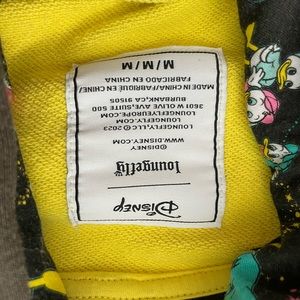 Disney
loungefly™
©DISNEY
WWW.DISNEY.COM
LOUNGEFLY, LLC © 2023
LOUNGEFLY.COM
LOUNGEFLYEUROPE.COM
3601 W OLIVE AVE, SUITE 500
BURBANK, CA 91505
MADE IN CHINA/FABRIQUÉ EN CHINE/
FABRICADO EN CHINA
M/M/M